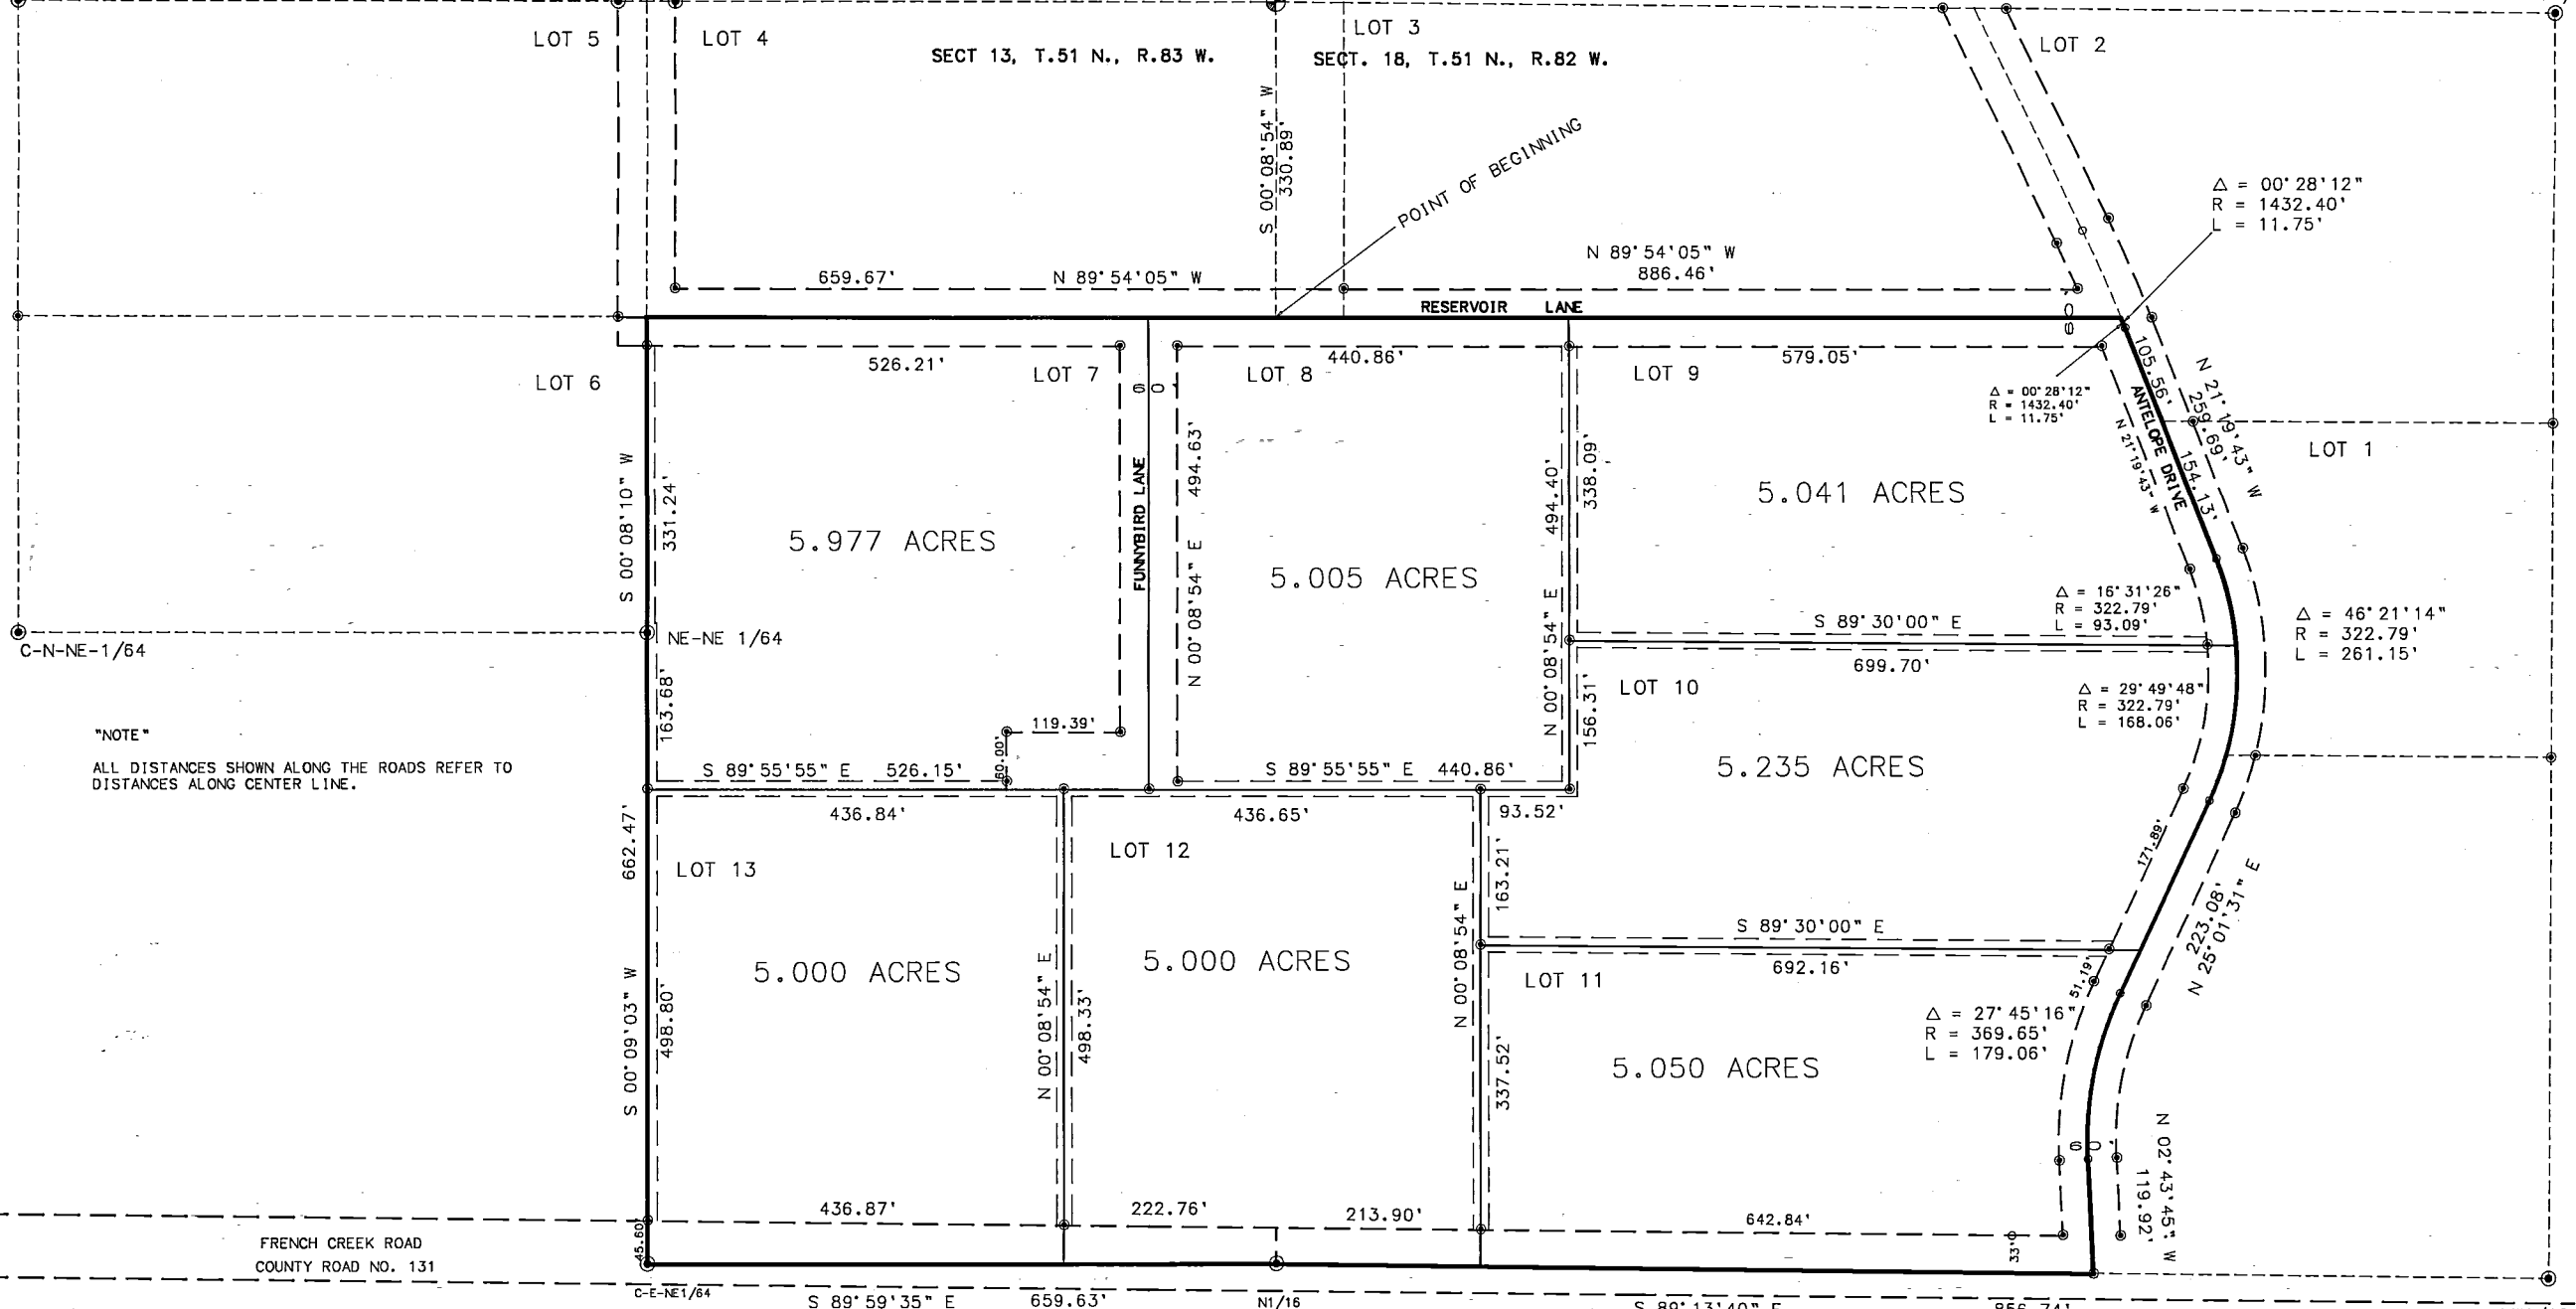 LOT 5
LOT 4
LOT 3
LOT 2
SECT 13, T.51 N., R.83 W.
SECT. 18, T.51 N., R.82 W.
S 00°08'54" W
330.89'
POINT OF BEGINNING
Δ = 00°28'12"
R = 1432.40'
L = 11.75'
659.67'
N 89°54'05" W
N 89°54'05" W
886.46'
RESERVOIR LANE
60'
526.21'
440.86'
579.05'
LOT 6
LOT 7
LOT 8
LOT 9
60'
Δ = 00°28'12"
R = 1432.40'
L = 11.75'
105.56'
ANTELOPE DRIVE
N 21°19'43" W
259.69'
N 21°19'43" W
154.13'
LOT 1
S 00°08'10" W
331.24'
FUNNYBIRD LANE
494.63'
N 00°08'54" E
494.40'
338.09'
N 00°08'54" E
5.977 ACRES
5.005 ACRES
5.041 ACRES
Δ = 16°31'26"
R = 322.79'
L = 93.09'
S 89°30'00" E
Δ = 46°21'14"
R = 322.79'
L = 261.15'
C-N-NE-1/64
NE-NE 1/64
699.70'
LOT 10
163.68'
156.31'
Δ = 29°49'48"
R = 322.79'
L = 168.06'
119.39'
60.00'
"NOTE"
ALL DISTANCES SHOWN ALONG THE ROADS REFER TO
DISTANCES ALONG CENTER LINE.
S 89°55'55" E 526.15'
S 89°55'55" E 440.86'
5.235 ACRES
436.84'
436.65'
93.52'
662.47'
LOT 13
LOT 12
163.21'
171.89'
N 00°08'54" E
S 89°30'00" E
223.08'
N 25°01'31" E
5.000 ACRES
5.000 ACRES
692.16'
LOT 11
51.19'
S 00°09'03" W
498.80'
N 00°08'54" E
498.33'
337.52'
Δ = 27°45'16"
R = 369.65'
L = 179.06'
5.050 ACRES
60'
N 02°43'45" W
119.92'
436.87'
222.76'
213.90'
642.84'
33'
45.60'
FRENCH CREEK ROAD
COUNTY ROAD NO. 131
C-E-NE1/64
S 89°59'35" E
659.63'
N1/16
S 89°13'40" E
856.74'